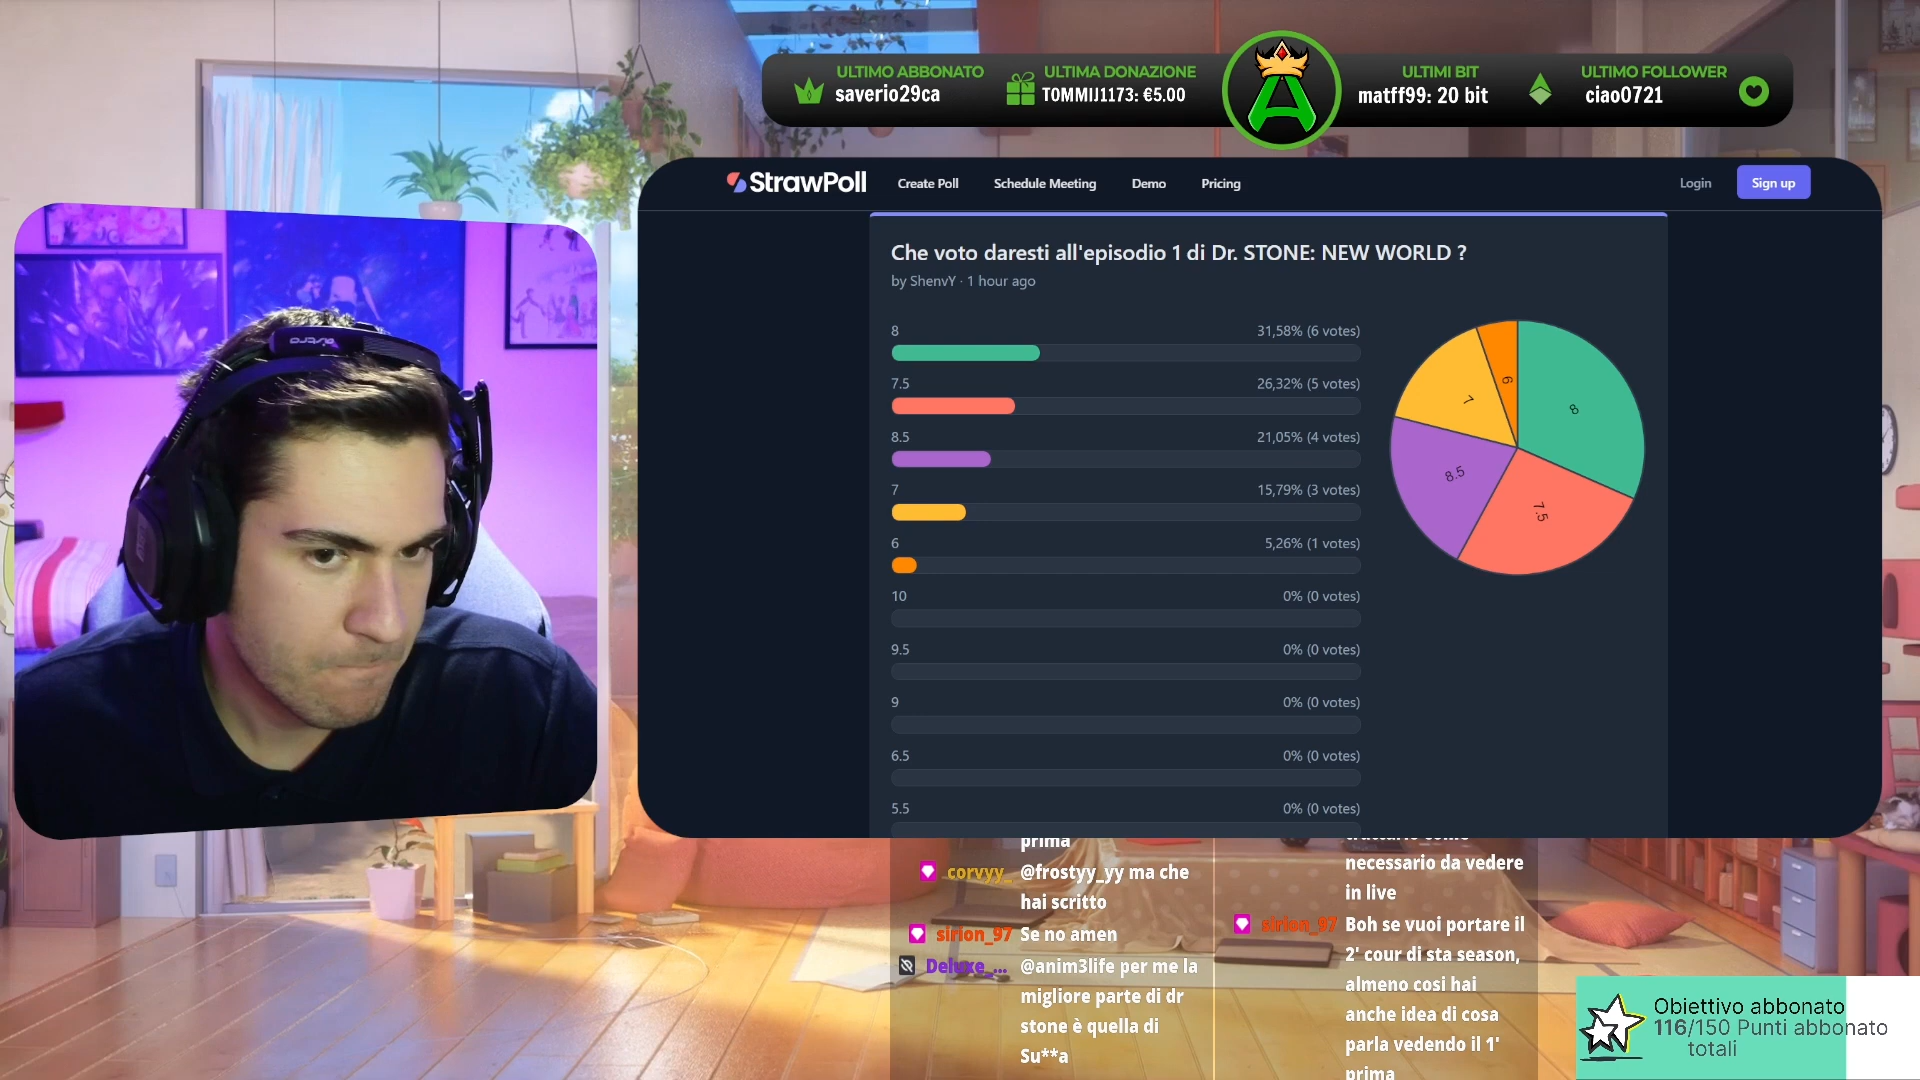 ULTIMO ABBONATO
saverio29ca
ULTIMA DONAZIONE
T0MMIJ1173: €5.00
ULTIMI BIT
matff99: 20 bit
ULTIMO FOLLOWER
ciao0721
StrawPoll
Create Poll
Schedule Meeting
Demo
Pricing
Login
Sign up
Che voto daresti all'episodio 1 di Dr. STONE: NEW WORLD ?
by ShenvY · 1 hour ago
8 31,58% (6 votes)
7.5 26,32% (5 votes)
8.5 21,05% (4 votes)
7 15,79% (3 votes)
6 5,26% (1 votes)
10 0% (0 votes)
9.5 0% (0 votes)
9 0% (0 votes)
6.5 0% (0 votes)
5.5 0% (0 votes)
8
7.5
8.5
7
6
astro
prima
corvyy_ @frostyy_yy ma che
hai scritto
sirion_97 Se no amen
Deluxe_... @anim3life per me la
migliore parte di dr
stone è quella di
Su**a
necessario da vedere
in live
sirion_97 Boh se vuoi portare il
2' cour di sta season,
almeno cosi hai
anche idea di cosa
parla vedendo il 1'
prima
Obiettivo abbonato
116/150 Punti abbonato
totali